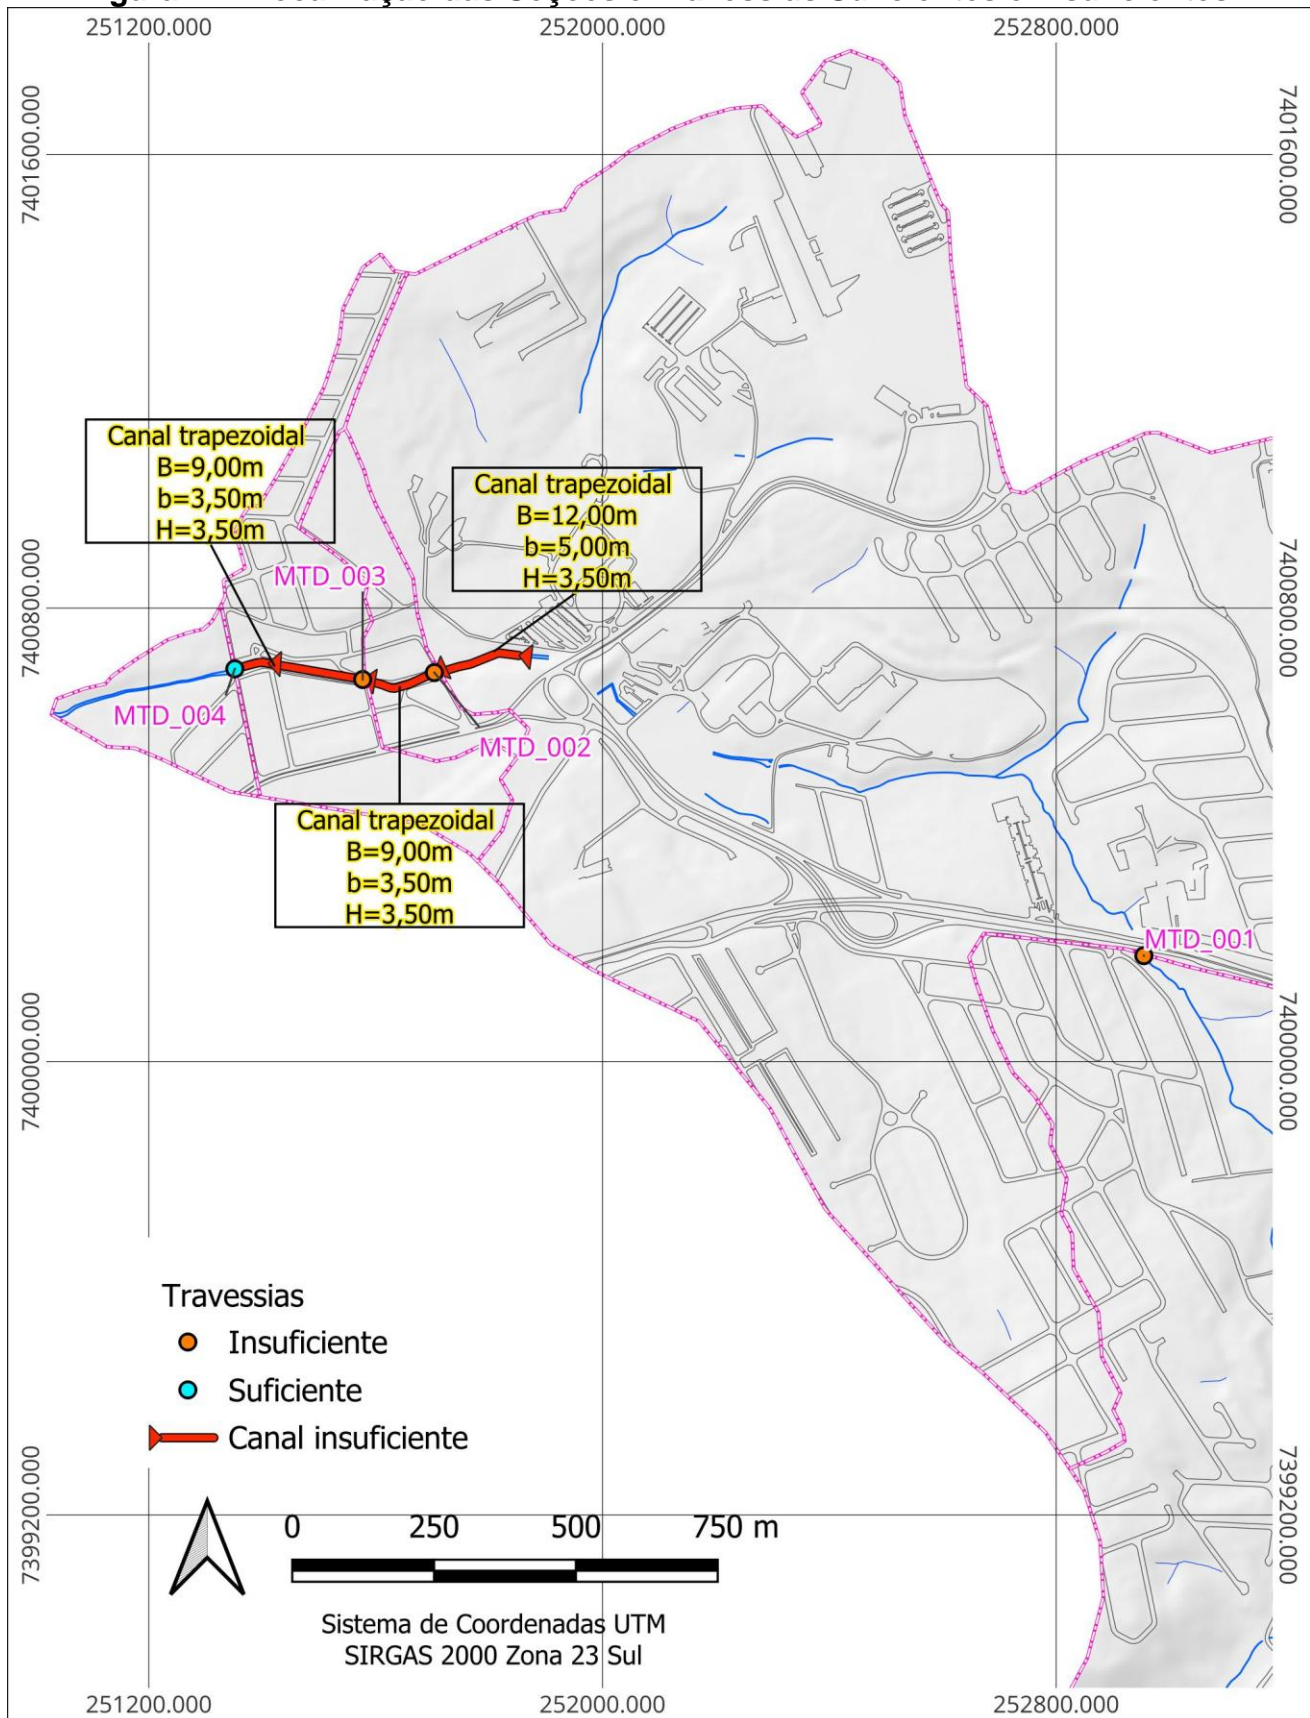 251200.000
252000.000
252800.000
7401600.000
7401600.000
Canal trapezoidal
B=9,00m
b=3,50m
H=3,50m
Canal trapezoidal
B=12,00m
b=5,00m
H=3,50m
MTD_003
7400800.000
7400800.000
MTD_004
MTD_002
Canal trapezoidal
B=9,00m
b=3,50m
H=3,50m
MTD_001
7400000.000
7400000.000
Travessias
Insuficiente
Suficiente
Canal insuficiente
7399200.000
7399200.000
0 250 500 750 m
Sistema de Coordenadas UTM
SIRGAS 2000 Zona 23 Sul
251200.000
252000.000
252800.000